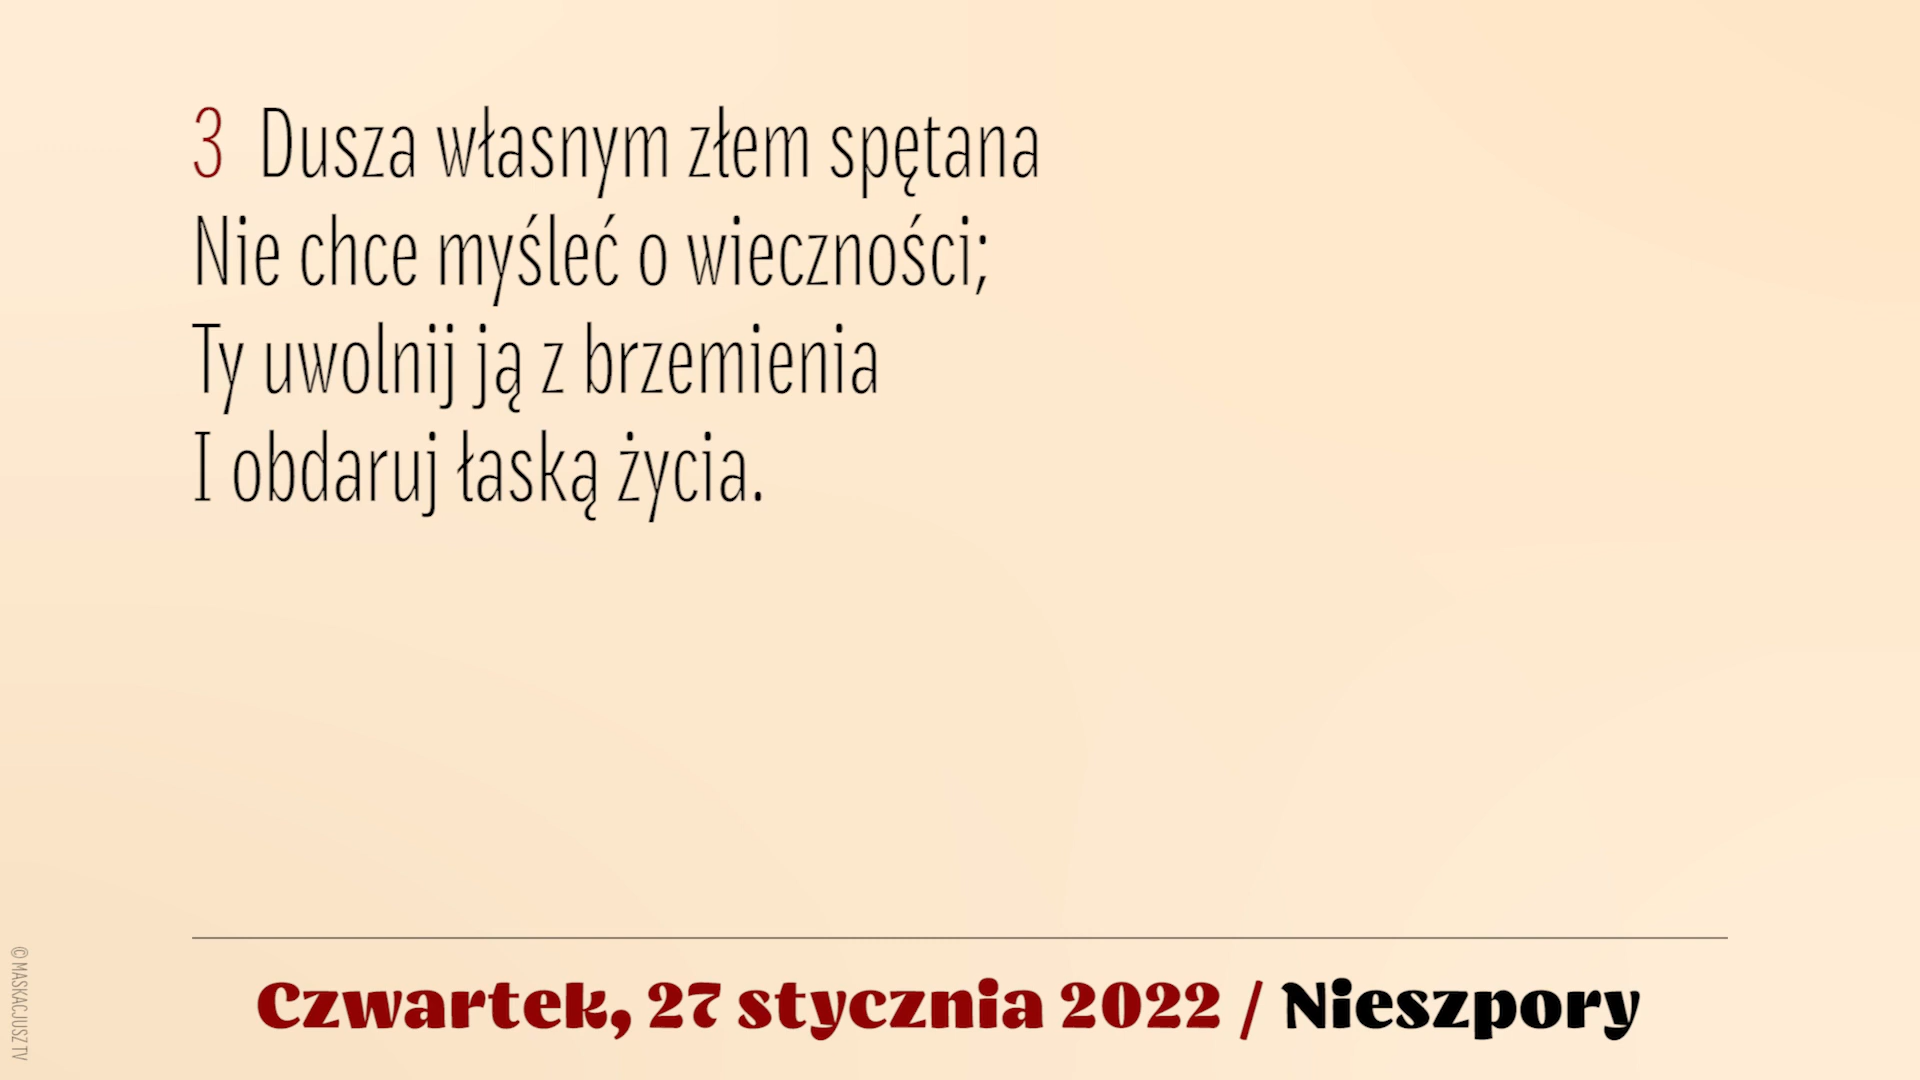 3 Dusza własnym złem spętana
Nie chce myśleć o wieczności;
Ty uwolnij ją z brzemienia
I obdaruj łaską życia.
Czwartek, 27 stycznia 2022 / Nieszpory
© MASKACJUSZ TV